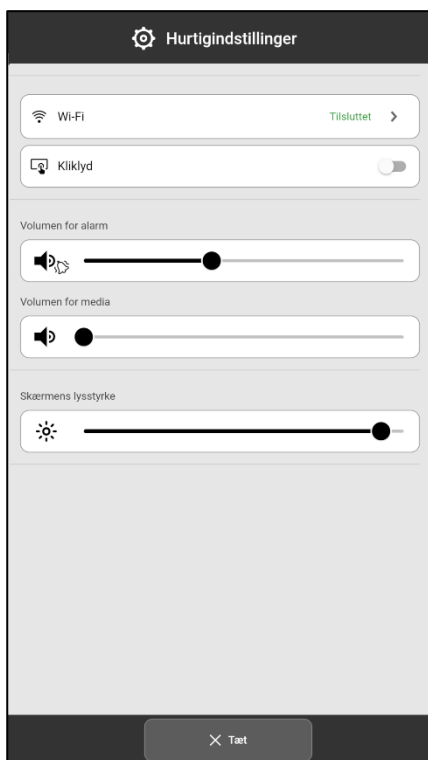 Hurtigindstillinger
Wi-Fi Tilsluttet
Kliklyd
Volumen for alarm
Volumen for media
Skærmens lysstyrke
Tæt